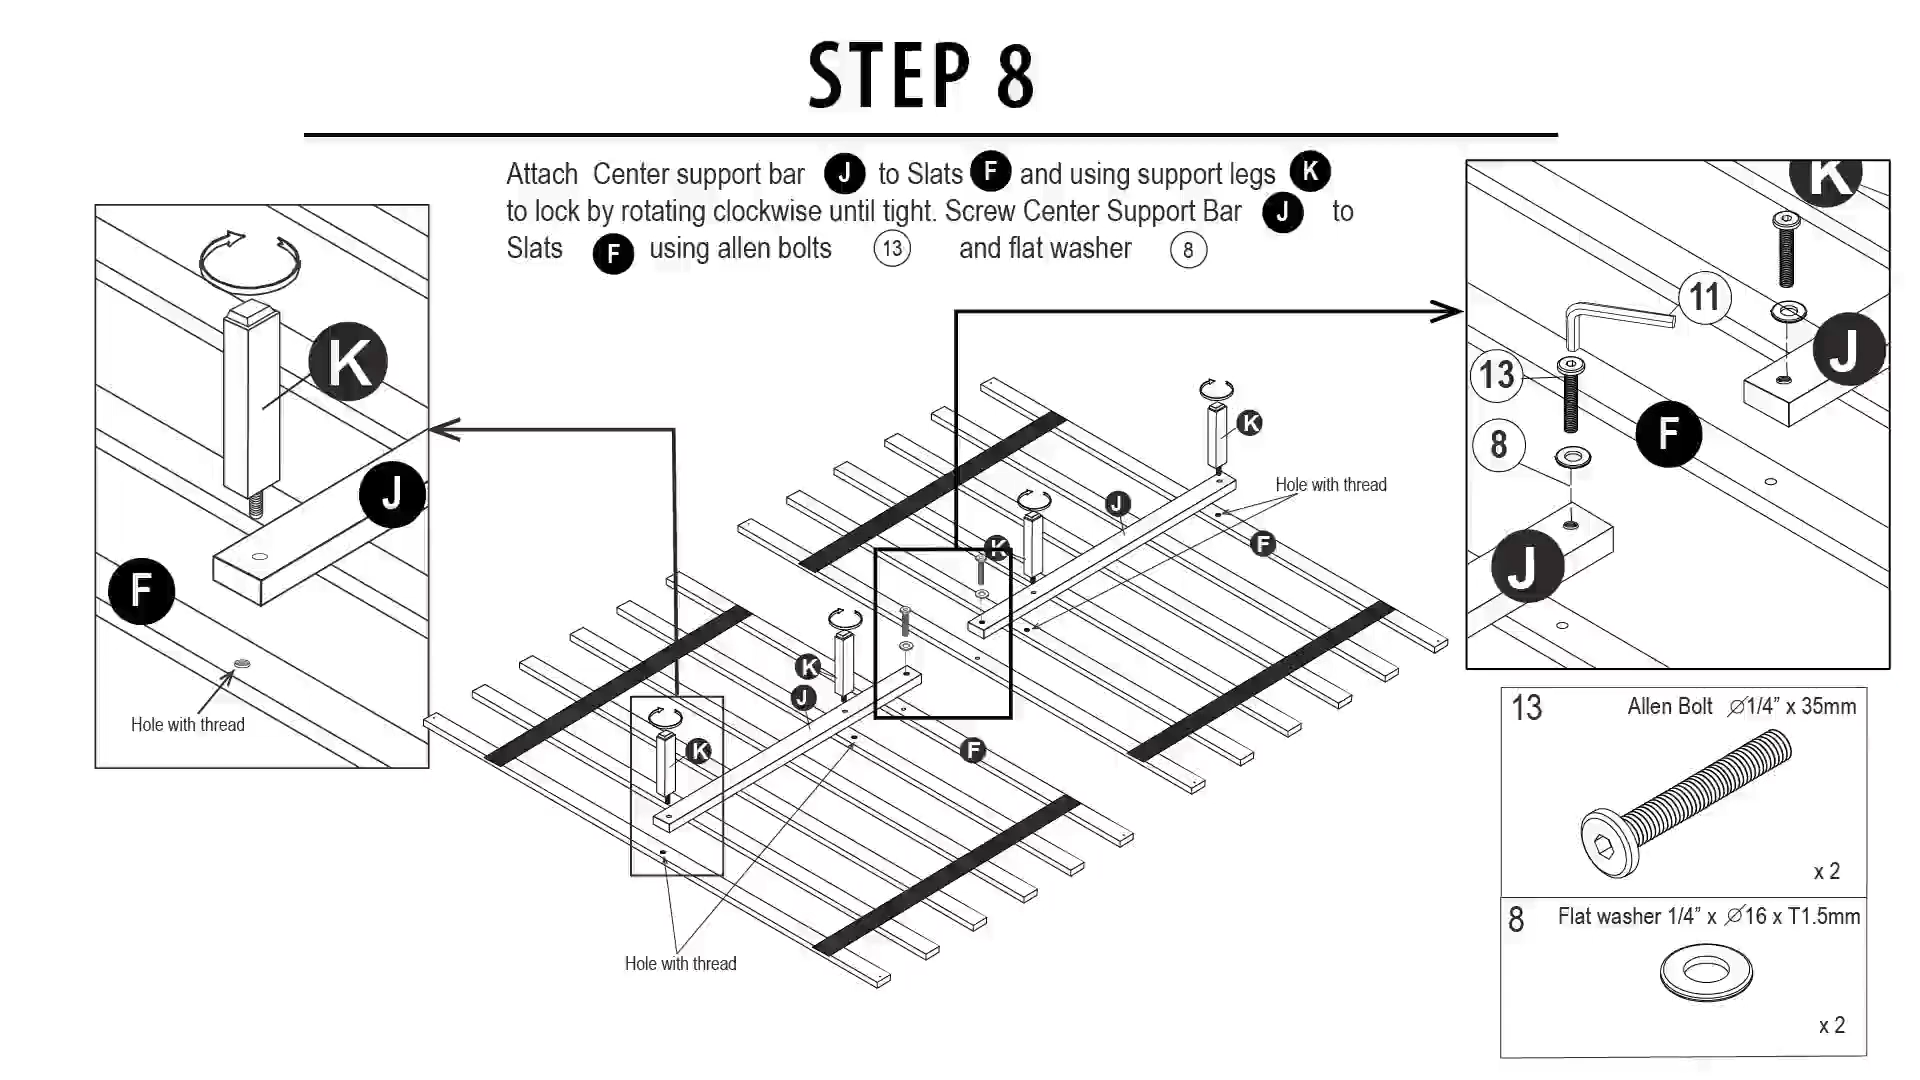 STEP 8
Attach Center support bar J to Slats F and using support legs K
to lock by rotating clockwise until tight. Screw Center Support Bar J to
Slats F using allen bolts 13 and flat washer 8
K
J
F
Hole with thread
K
11
J
13
F
8
J
K
Hole with thread
J
F
K
K
J
K
F
Hole with thread
13 Allen Bolt ∅1/4” x 35mm
x 2
8 Flat washer 1/4” x ∅16 x T1.5mm
x 2